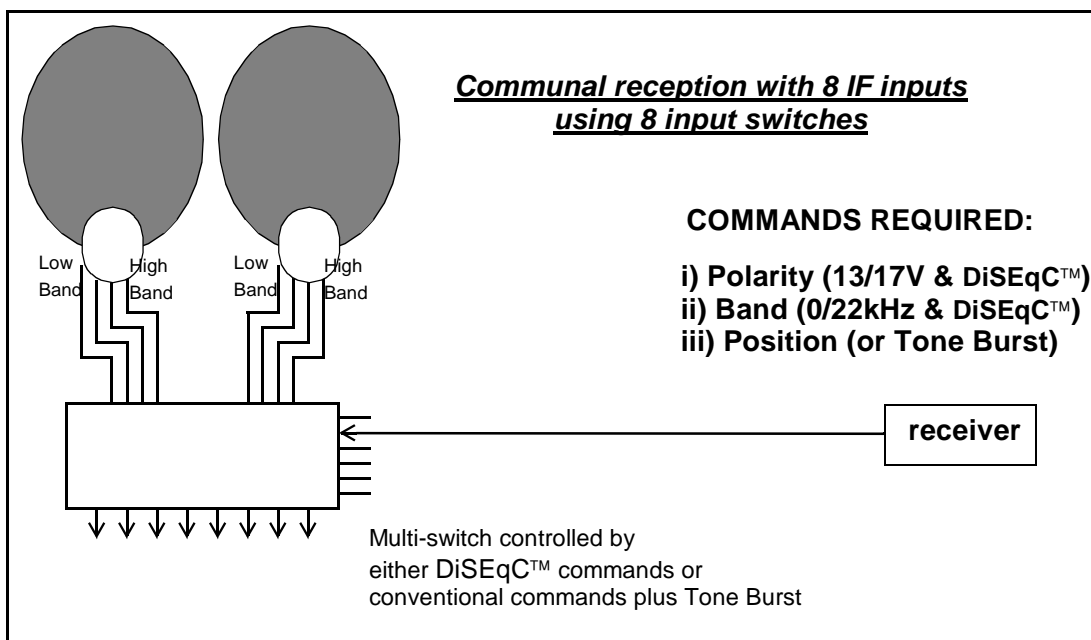 Communal reception with 8 IF inputs
using 8 input switches
Low
Band
High
Band
Low
Band
High
Band
COMMANDS REQUIRED:
i) Polarity (13/17V & DiSEqC™)
ii) Band (0/22kHz & DiSEqC™)
iii) Position (or Tone Burst)
receiver
Multi-switch controlled by
either DiSEqC™ commands or
conventional commands plus Tone Burst